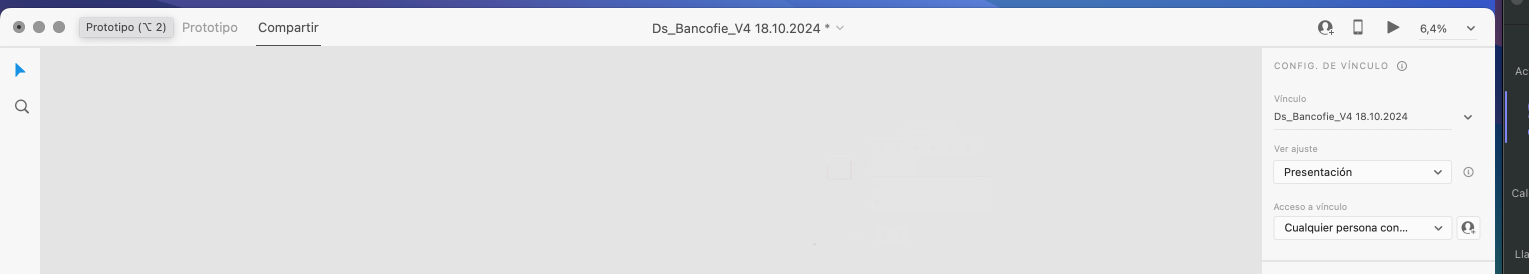 Prototipo (⌥ 2)
Prototipo
Compartir
Ds_Bancofie_V4 18.10.2024 *
6,4%
CONFIG. DE VÍNCULO
Vínculo
Ds_Bancofie_V4 18.10.2024
Ver ajuste
Presentación
Acceso a vínculo
Cualquier persona con...
Ac
Cal
Lla